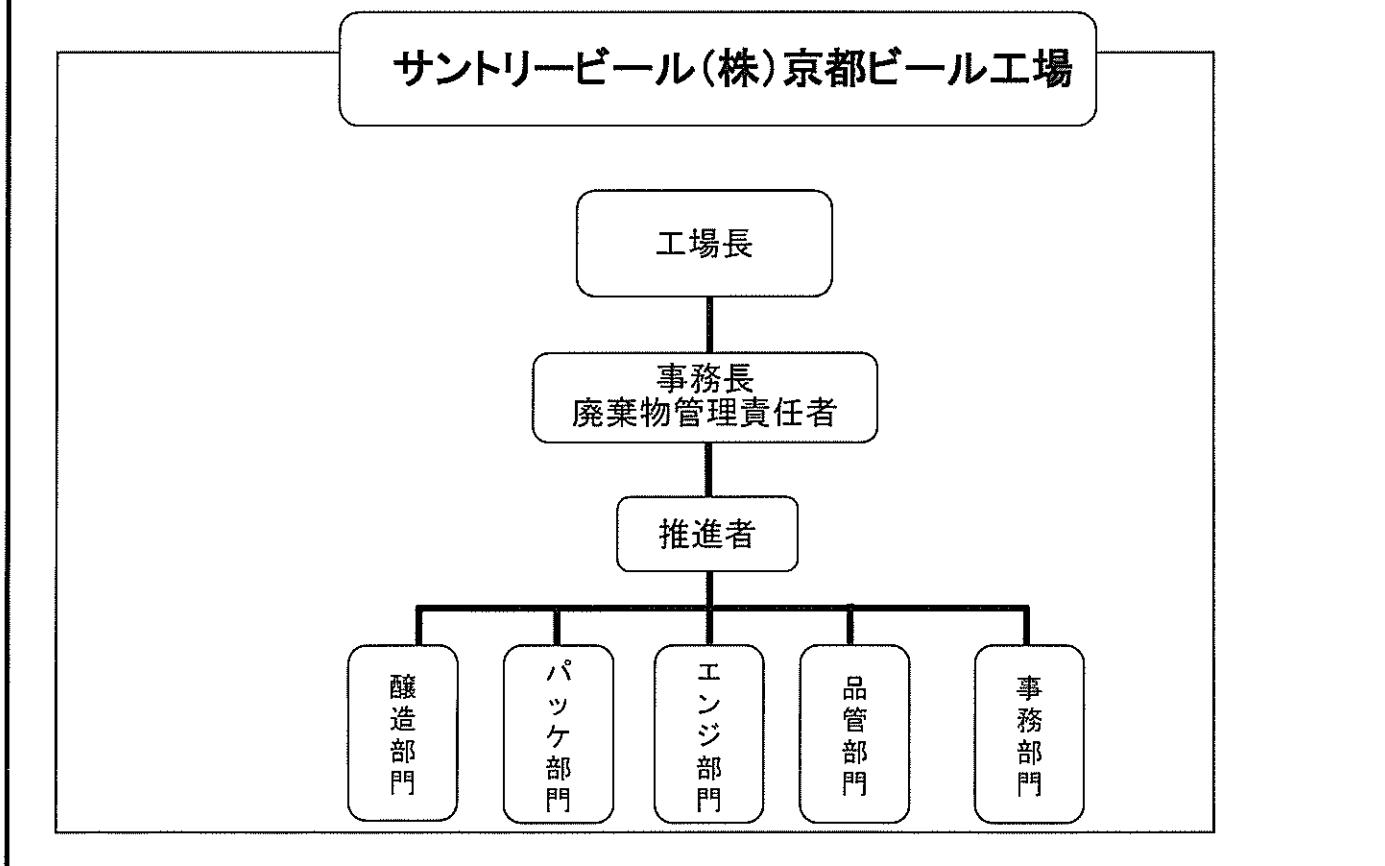 サントリービール(株)京都ビール工場
工場長
事務長
廃棄物管理責任者
推進者
醸造部門
パッケ部門
エンジ部門
品管部門
事務部門